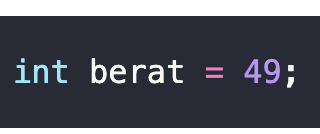 int berat = 49;